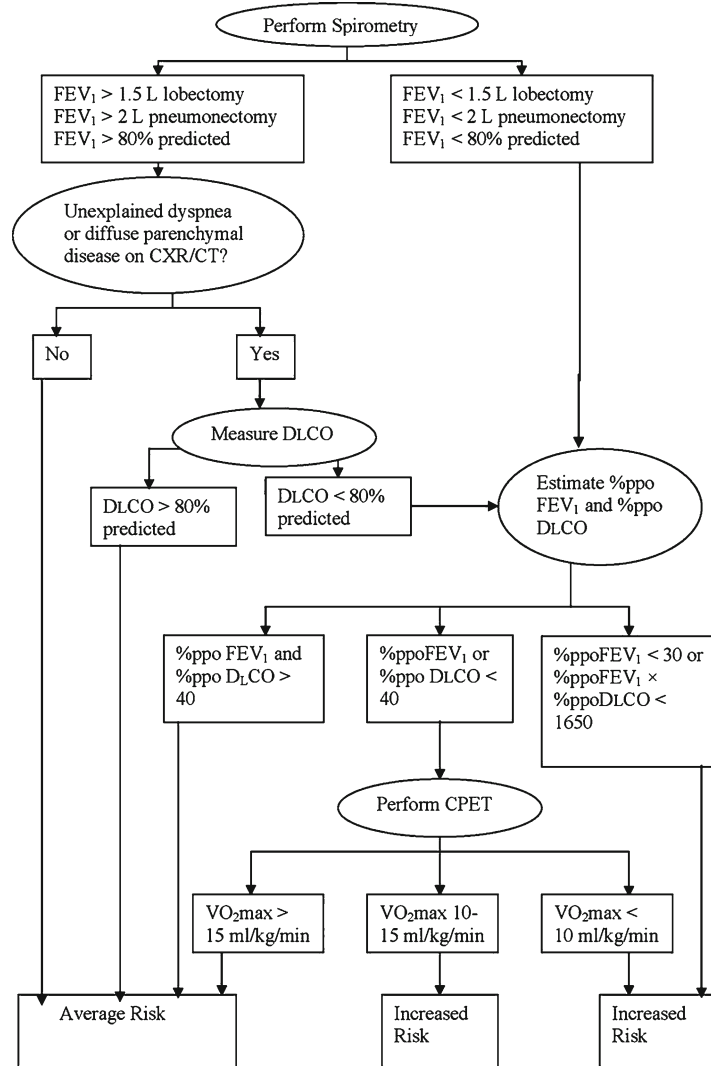 Perform Spirometry
FEV₁ > 1.5 L lobectomy
FEV₁ > 2 L pneumonectomy
FEV₁ > 80% predicted
FEV₁ < 1.5 L lobectomy
FEV₁ < 2 L pneumonectomy
FEV₁ < 80% predicted
Unexplained dyspnea
or diffuse parenchymal
disease on CXR/CT?
No
Yes
Measure DLCO
DLCO > 80%
predicted
DLCO < 80%
predicted
Estimate %ppo
FEV₁ and %ppo
DLCO
%ppo FEV₁ and
%ppo DLCO >
40
%ppoFEV₁ or
%ppo DLCO <
40
%ppoFEV₁ < 30 or
%ppoFEV₁ ×
%ppoDLCO <
1650
Perform CPET
VO₂max >
15 ml/kg/min
VO₂max 10-
15 ml/kg/min
VO₂max <
10 ml/kg/min
Average Risk
Increased
Risk
Increased
Risk